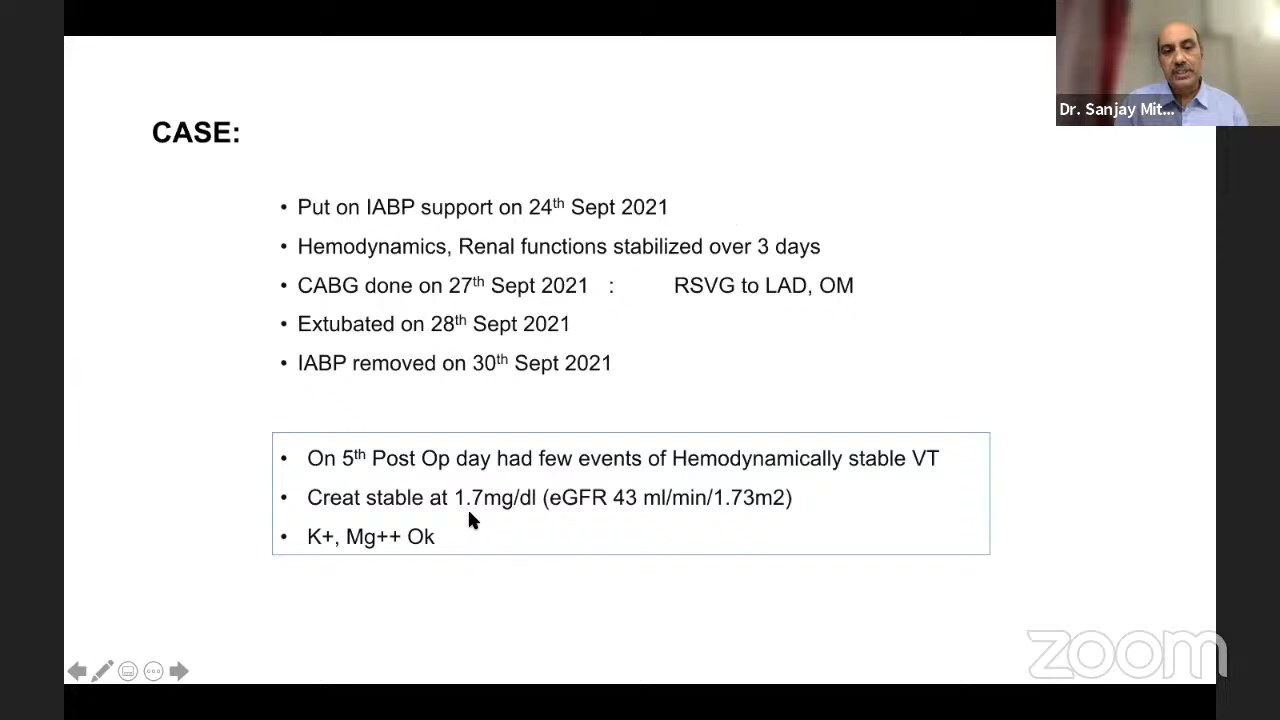 Dr. Sanjay Mit...
CASE:
• Put on IABP support on 24th Sept 2021
• Hemodynamics, Renal functions stabilized over 3 days
• CABG done on 27th Sept 2021 : RSVG to LAD, OM
• Extubated on 28th Sept 2021
• IABP removed on 30th Sept 2021
• On 5th Post Op day had few events of Hemodynamically stable VT
• Creat stable at 1.7mg/dl (eGFR 43 ml/min/1.73m2)
• K+, Mg++ Ok
zoom